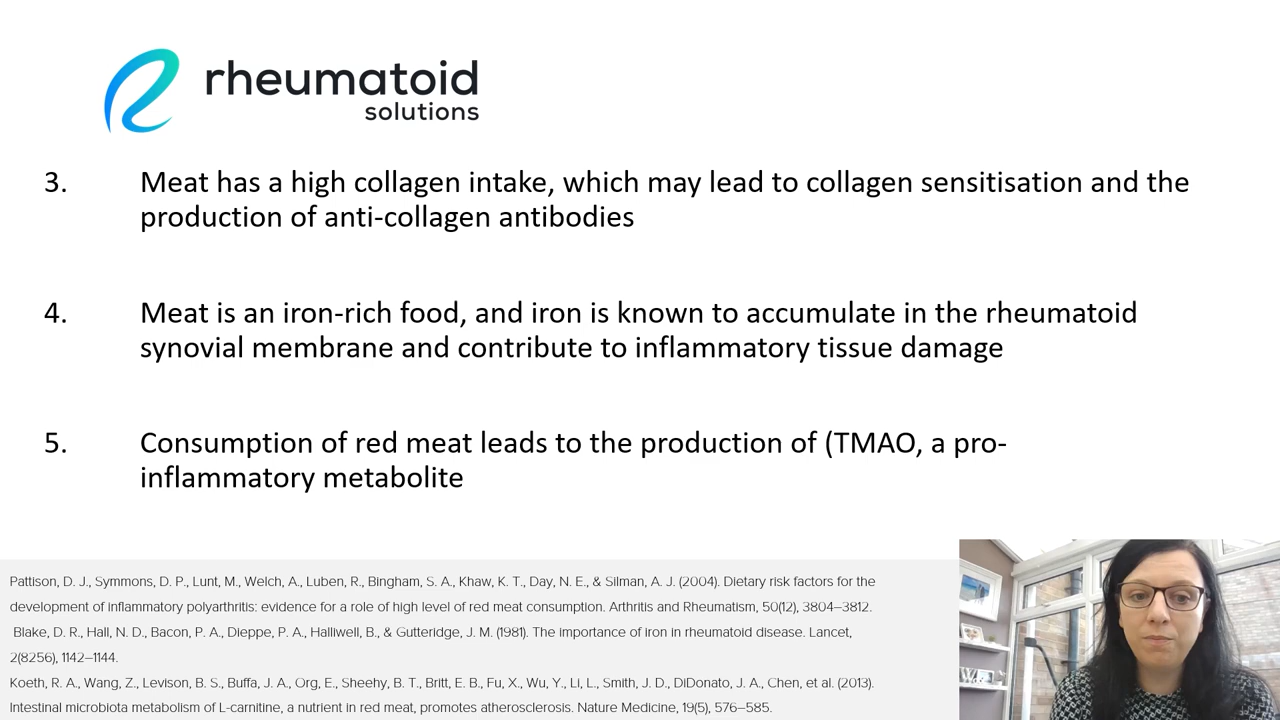 rheumatoid
solutions
3. Meat has a high collagen intake, which may lead to collagen sensitisation and the
production of anti-collagen antibodies
4. Meat is an iron-rich food, and iron is known to accumulate in the rheumatoid
synovial membrane and contribute to inflammatory tissue damage
5. Consumption of red meat leads to the production of (TMAO, a pro-
inflammatory metabolite
Pattison, D. J., Symmons, D. P., Lunt, M., Welch, A., Luben, R., Bingham, S. A., Khaw, K. T., Day, N. E., & Silman, A. J. (2004). Dietary risk factors for the
development of inflammatory polyarthritis: evidence for a role of high level of red meat consumption. Arthritis and Rheumatism, 50(12), 3804–3812.
Blake, D. R., Hall, N. D., Bacon, P. A., Dieppe, P. A., Halliwell, B., & Gutteridge, J. M. (1981). The importance of iron in rheumatoid disease. Lancet,
2(8256), 1142–1144.
Koeth, R. A., Wang, Z., Levison, B. S., Buffa, J. A., Org, E., Sheehy, B. T., Britt, E. B., Fu, X., Wu, Y., Li, L., Smith, J. D., DiDonato, J. A., Chen, et al. (2013).
Intestinal microbiota metabolism of L-carnitine, a nutrient in red meat, promotes atherosclerosis. Nature Medicine, 19(5), 576–585.